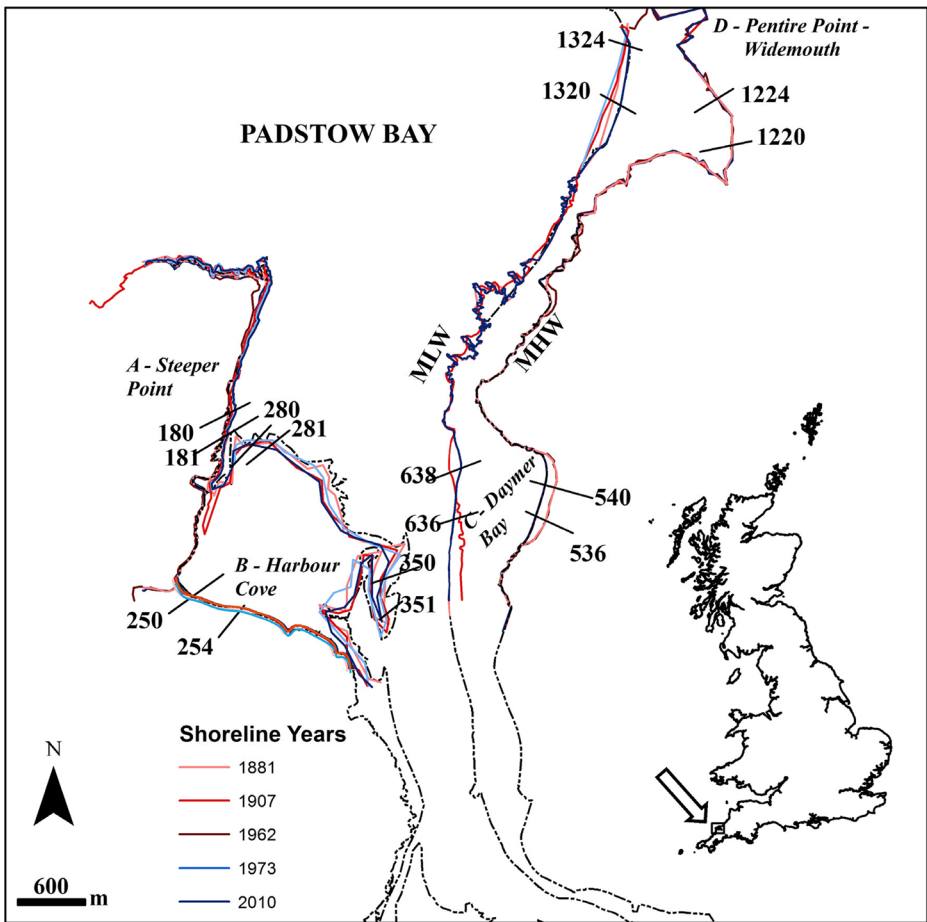 D - Pentire Point -
Widemouth
1324
1320
1224
1220
PADSTOW BAY
A - Steeper
Point
MLW
MHW
180
280
181
281
638
C - Daymer
Bay
540
636
536
B - Harbour
Cove
350
250
351
254
Shoreline Years
1881
1907
1962
1973
2010
N
600
m